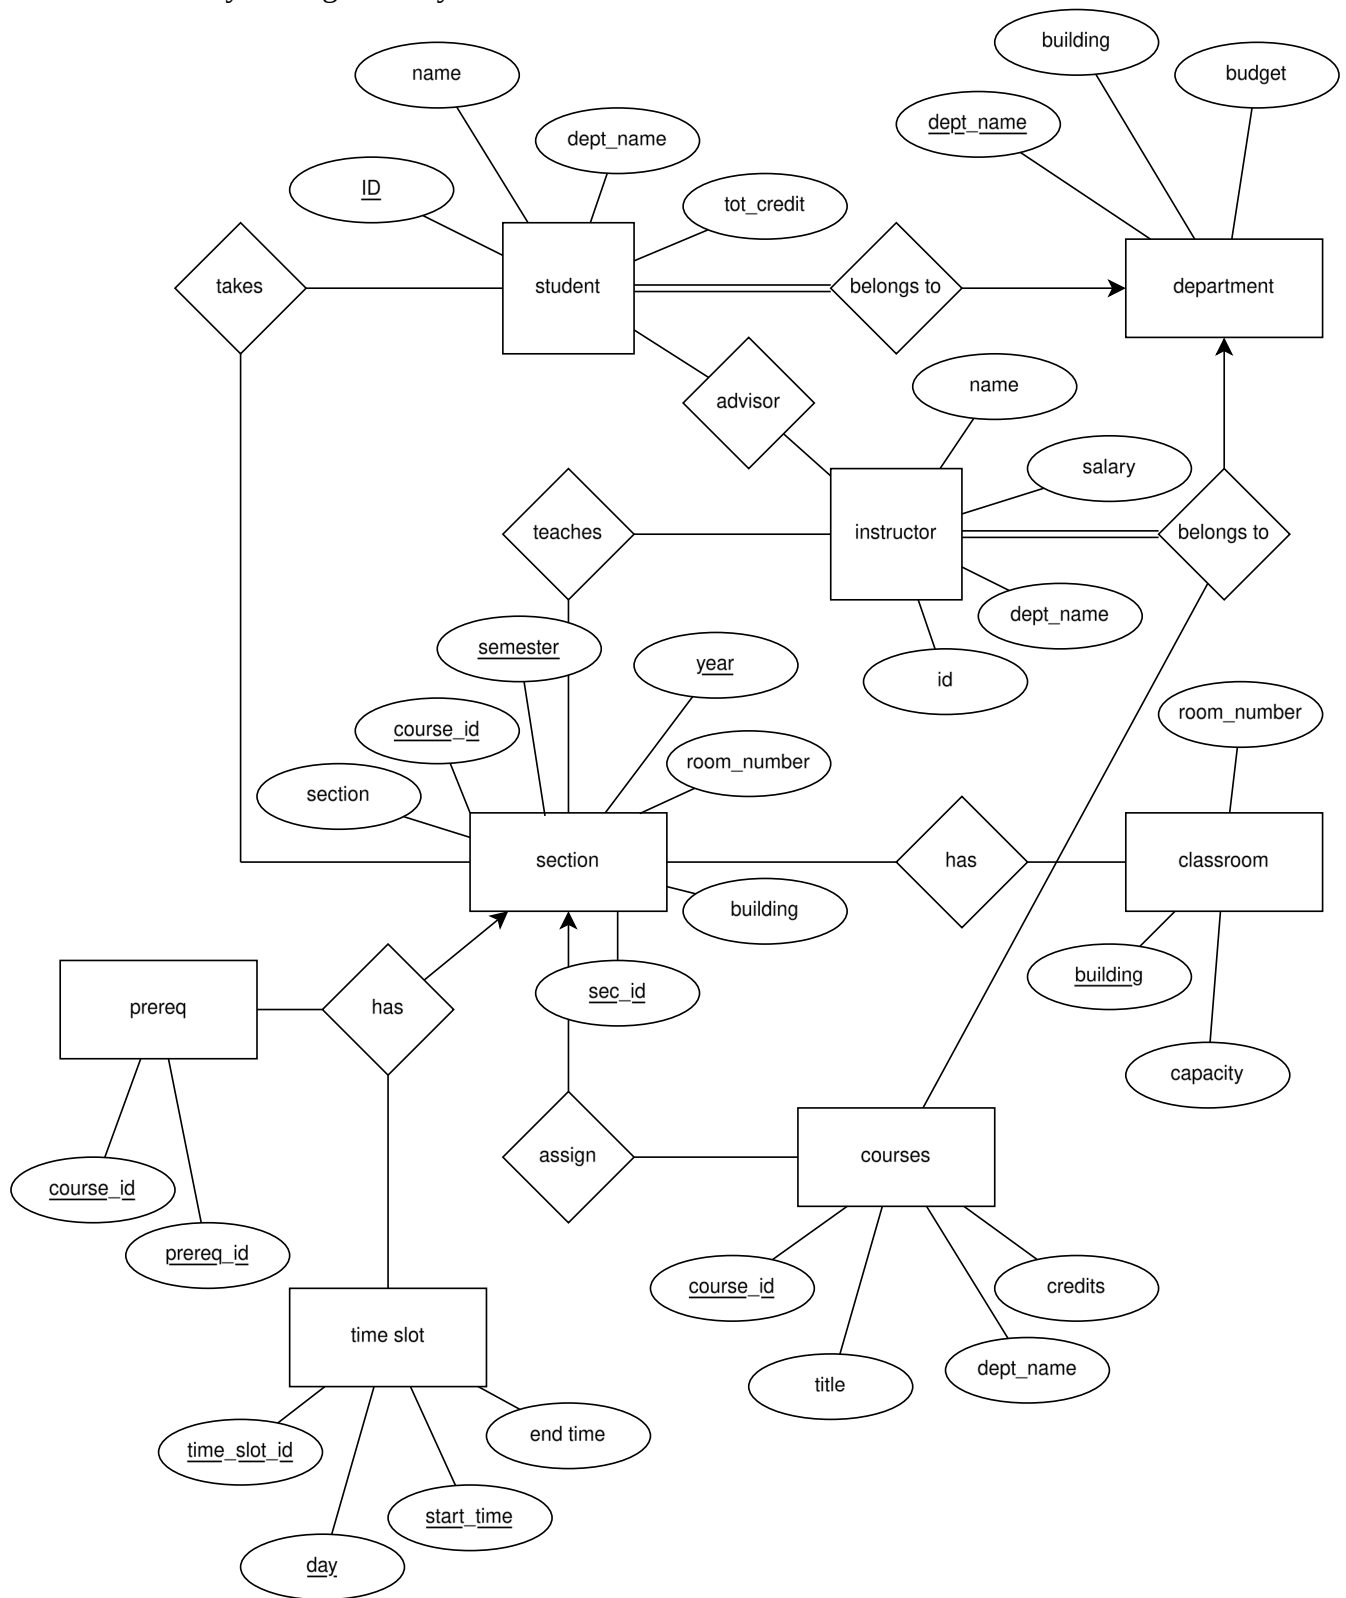 building
name
budget
dept_name
dept_name
ID
tot_credit
takes
student
belongs to
department
name
advisor
salary
teaches
instructor
belongs to
dept_name
semester
year
id
room_number
course_id
room_number
section
section
has
classroom
building
building
sec_id
prereq
has
capacity
assign
courses
course_id
prereq_id
course_id
credits
time slot
dept_name
title
end time
time_slot_id
start_time
day